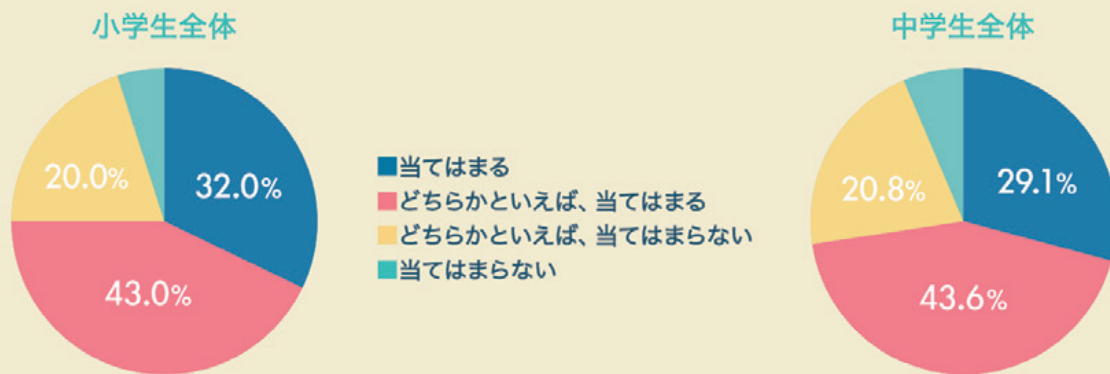 小学生全体
32.0%
43.0%
20.0%
■当てはまる
■どちらかといえば、当てはまる
■どちらかといえば、当てはまらない
■当てはまらない
中学生全体
29.1%
43.6%
20.8%